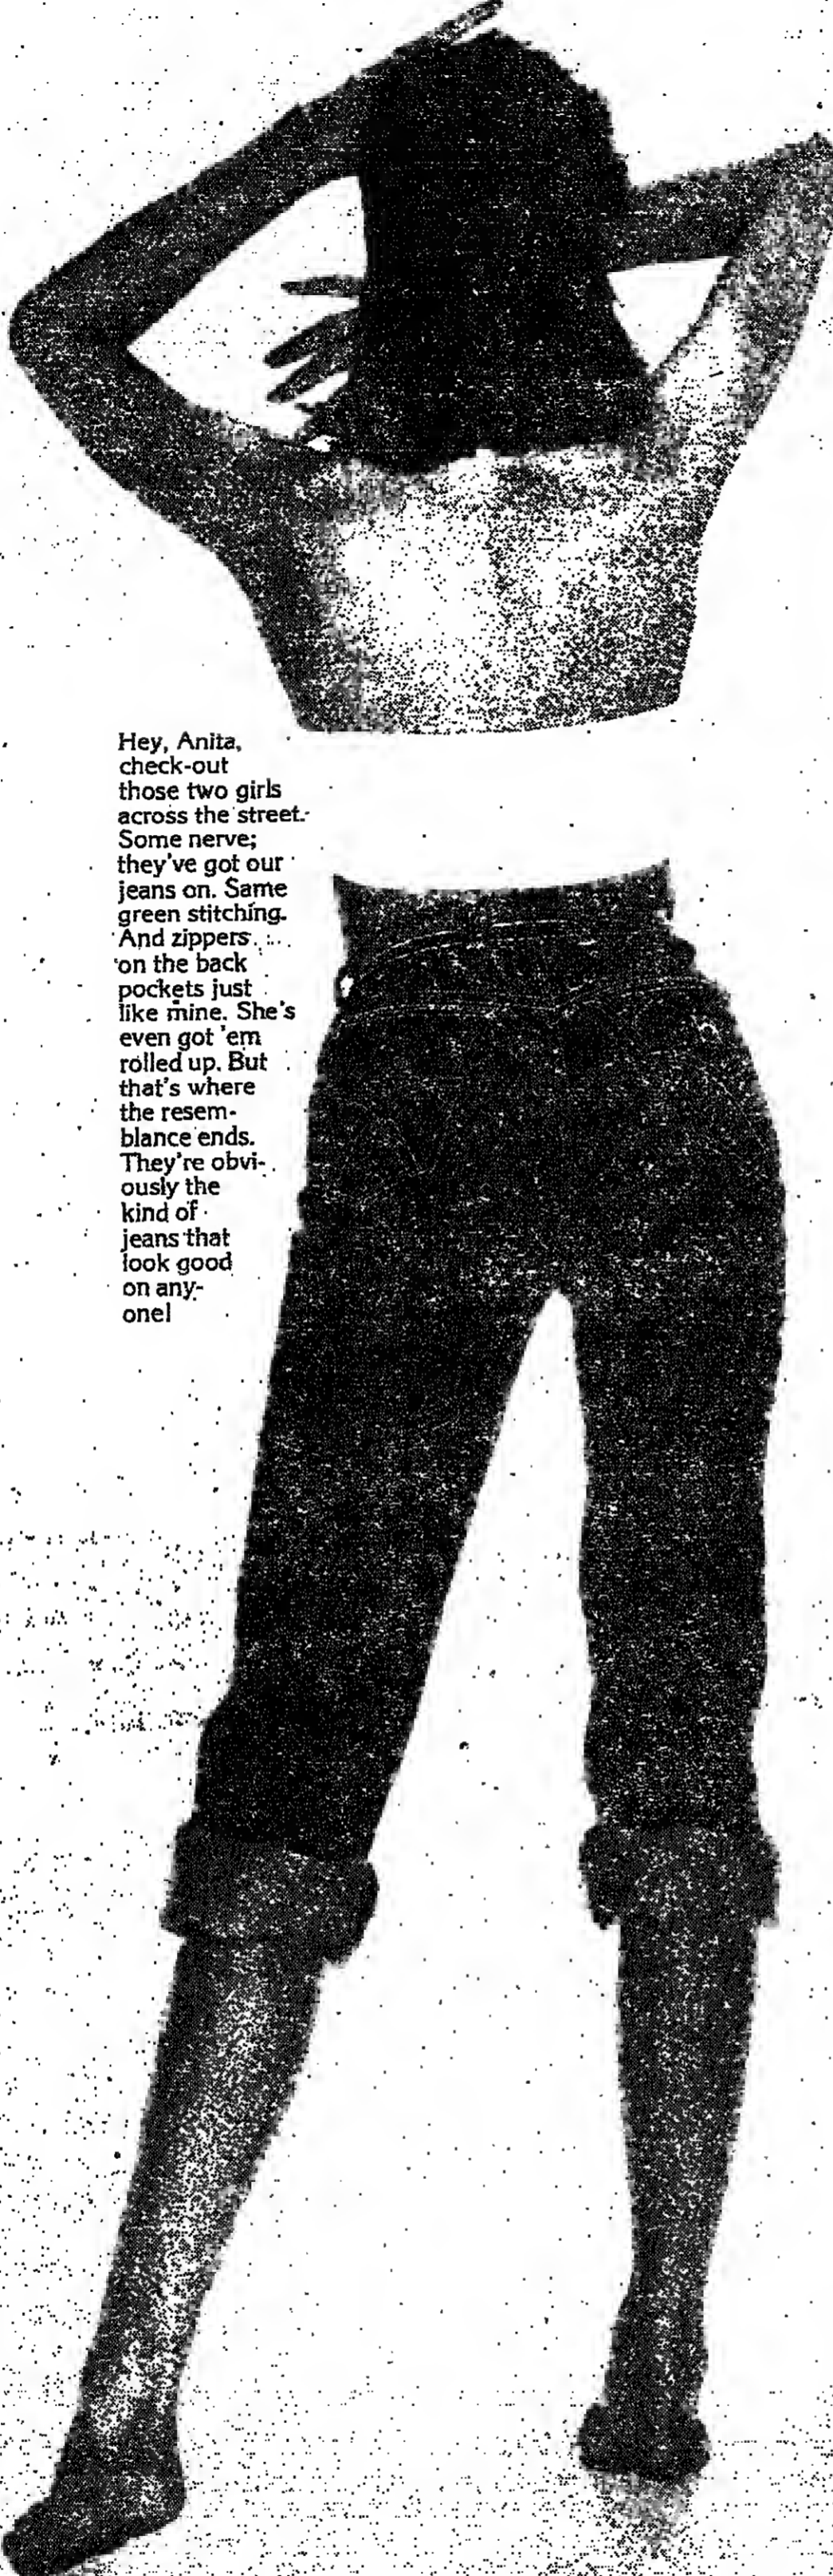 Hey, Anita,
check-out
those two girls
across the street.
Some nerve;
they've got our
jeans on. Same
green stitching.
And zippers
on the back
pockets just
like mine. She's
even got 'em
rolled up. But
that's where
the resem-
blance ends.
They're obvi-
ously the
kind of
jeans that
look good
on any-
one!